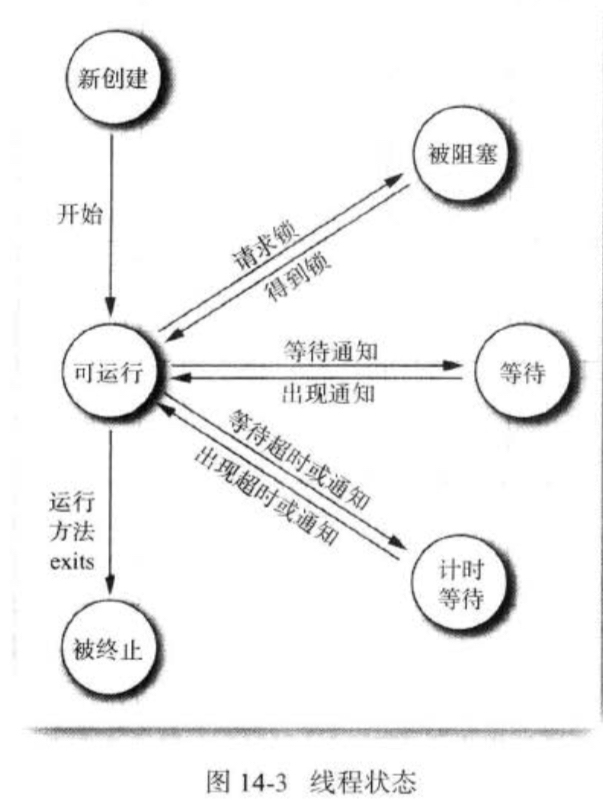 新创建
被阻塞
开始
请求锁
得到锁
可运行
等待通知
出现通知
等待
等待超时或通知
出现超时或通知
运行
方法
exits
计时
等待
被终止
图 14-3 线程状态